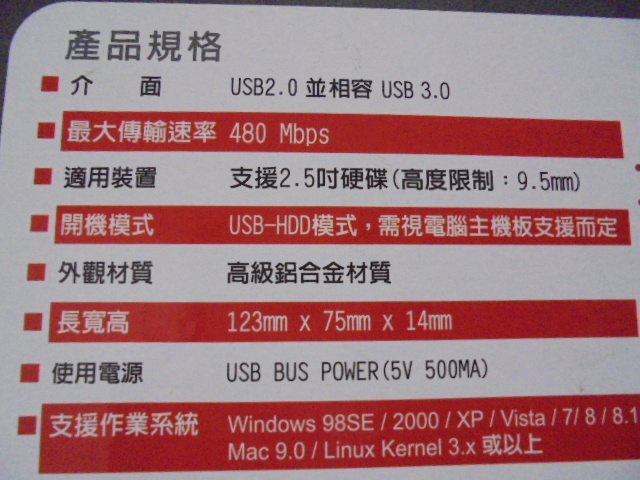 產品規格
介 面 USB2.0 並相容 USB 3.0
最大傳輸速率 480 Mbps
適用裝置 支援2.5吋硬碟(高度限制：9.5mm)
開機模式 USB-HDD模式，需視電腦主機板支援而定
外觀材質 高級鋁合金材質
長寬高 123mm x 75mm x 14mm
使用電源 USB BUS POWER(5V 500MA)
支援作業系統 Windows 98SE / 2000 / XP / Vista / 7/ 8 / 8.1
Mac 9.0 / Linux Kernel 3.x 或以上